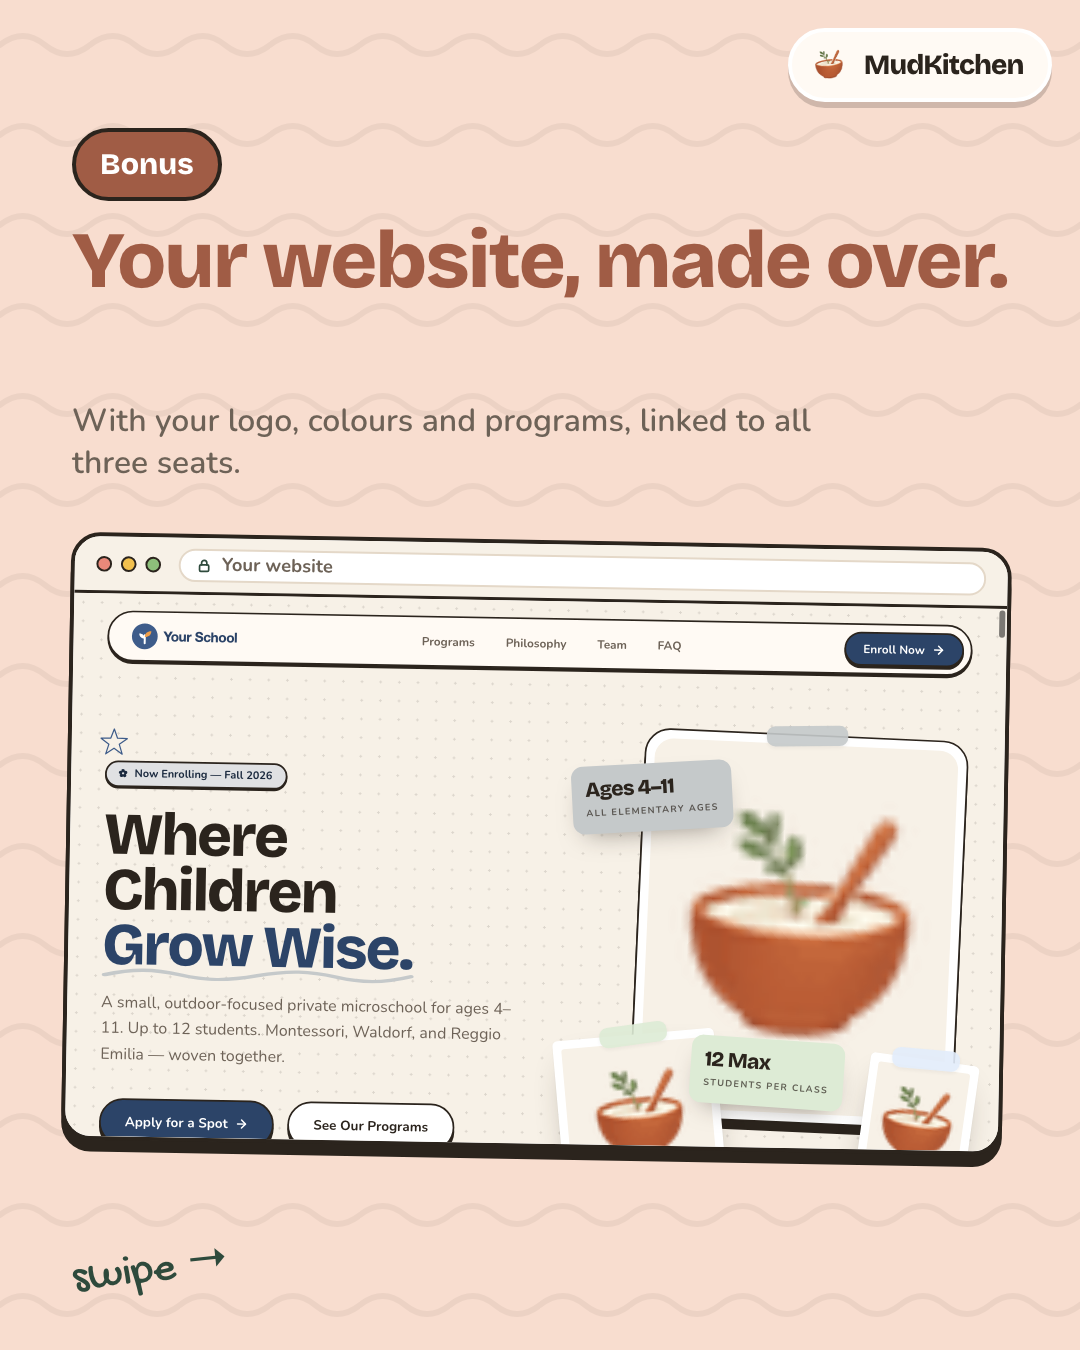 MudKitchen
Bonus
Your website, made over.
With your logo, colours and programs, linked to all
three seats.
Your website
Your School
Programs
Philosophy
Team
FAQ
Enroll Now →
Now Enrolling — Fall 2026
Where
Children
Grow Wise.
A small, outdoor-focused private microschool for ages 4–
11. Up to 12 students. Montessori, Waldorf, and Reggio
Emilia — woven together.
Apply for a Spot →
See Our Programs
Ages 4–11
ALL ELEMENTARY AGES
12 Max
STUDENTS PER CLASS
swipe →